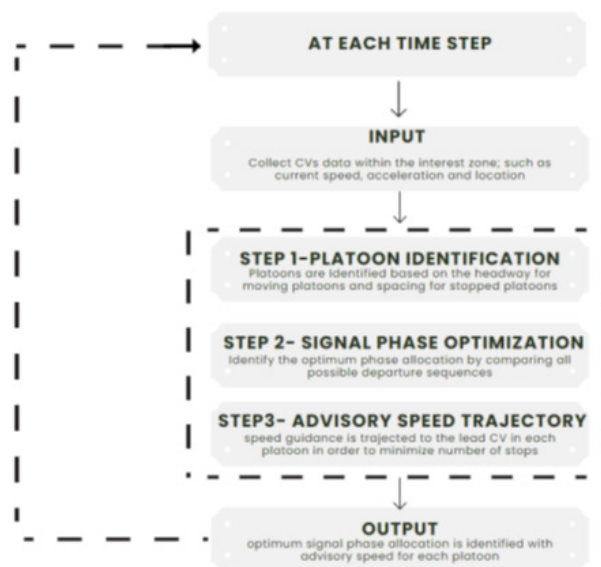 AT EACH TIME STEP
INPUT
Collect CVs data within the interest zone; such as
current speed, acceleration and location
STEP 1-PLATOON IDENTIFICATION
Platoons are Identified based on the headway for
moving platoons and spacing for stopped platoons
STEP 2- SIGNAL PHASE OPTIMIZATION
Identify the optimum phase allocation by comparing all
possible departure sequences
STEP3- ADVISORY SPEED TRAJECTORY
speed guidance is trajected to the lead CV in each
platoon in order to minimize number of stops
OUTPUT
optimum signal phase allocation is identified with
advisory speed for each platoon